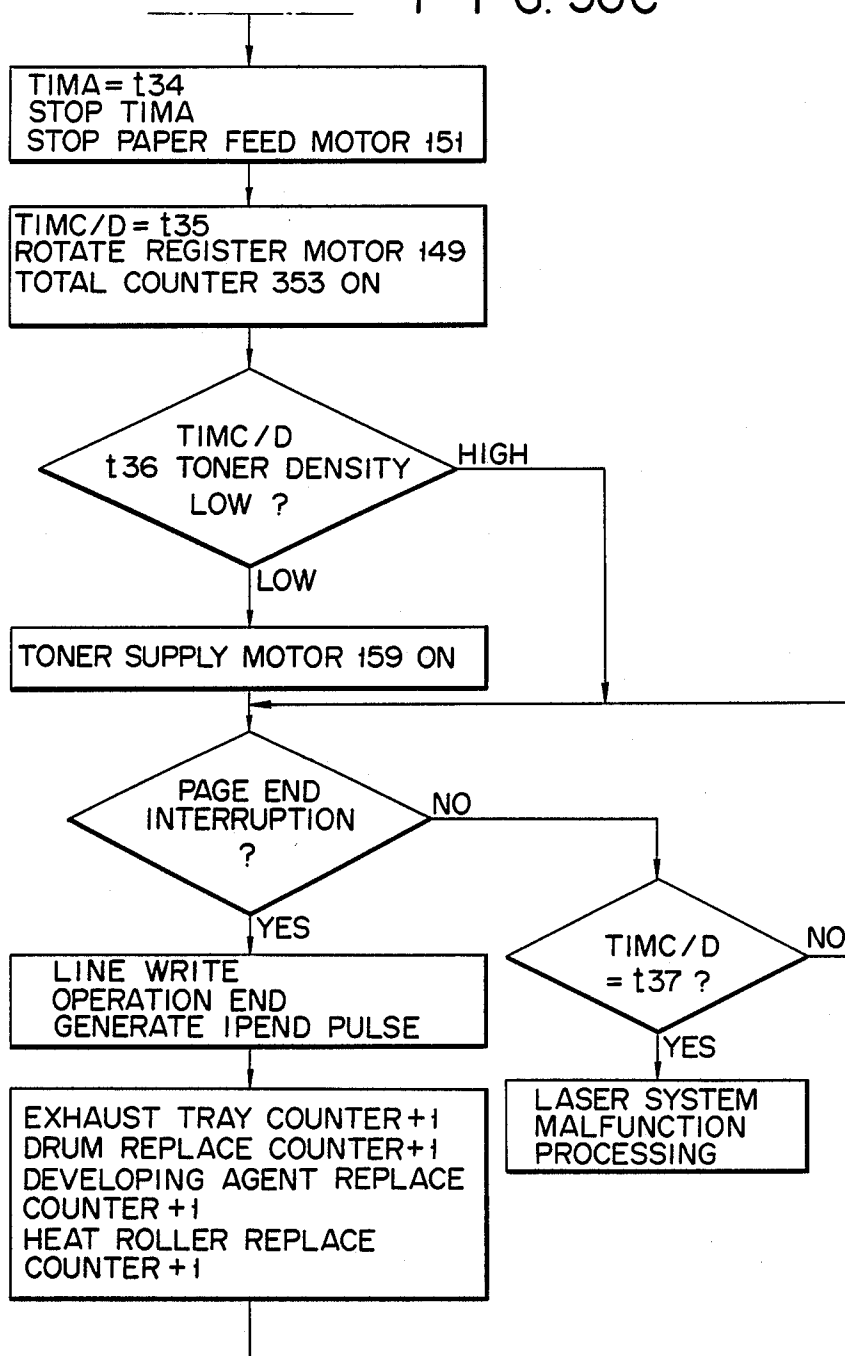 TIMA = t34
STOP TIMA
STOP PAPER FEED MOTOR 151
TIMC/D = t35
ROTATE REGISTER MOTOR 149
TOTAL COUNTER 353 ON
TIMC/D
t36 TONER DENSITY
LOW ?
HIGH
LOW
TONER SUPPLY MOTOR 159 ON
PAGE END
INTERRUPTION
?
NO
YES
TIMC/D
= t37 ?
NO
YES
LINE WRITE
OPERATION END
GENERATE IPEND PULSE
LASER SYSTEM
MALFUNCTION
PROCESSING
EXHAUST TRAY COUNTER +1
DRUM REPLACE COUNTER +1
DEVELOPING AGENT REPLACE
COUNTER +1
HEAT ROLLER REPLACE
COUNTER +1